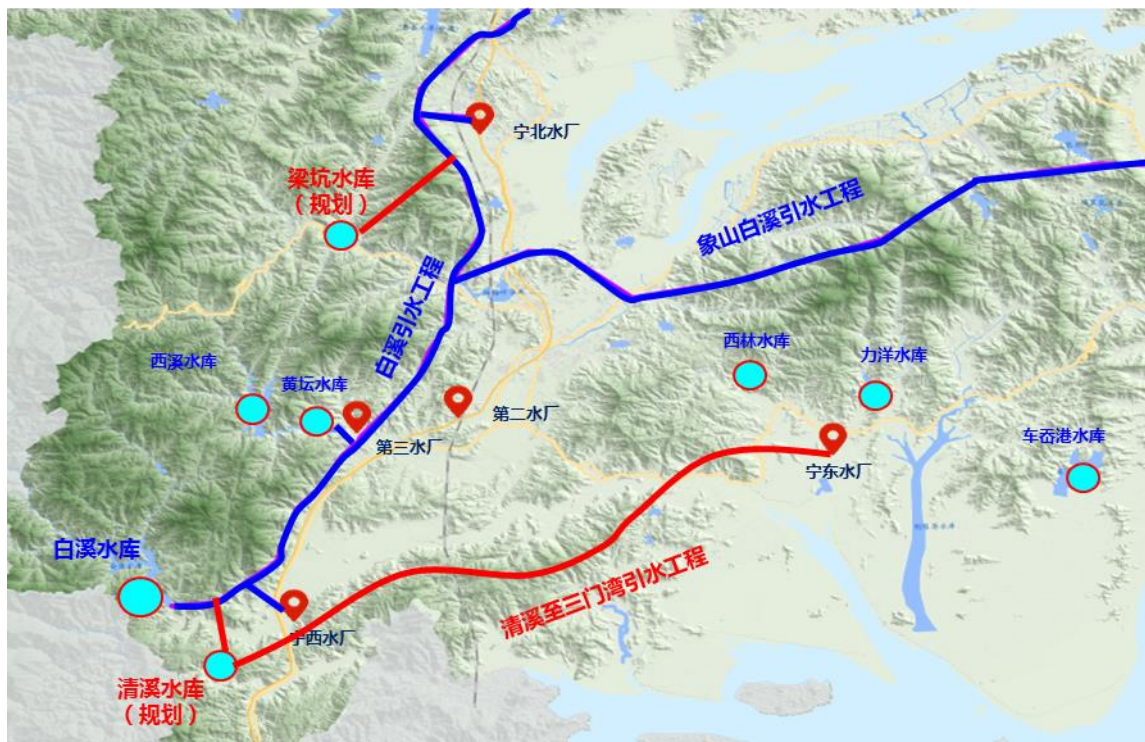 宁北水厂
梁坑水库
（规划）
象山白溪引水工程
白溪引水工程
西溪水库
黄坛水库
西林水库
力洋水库
第二水厂
第三水厂
宁东水厂
车岙港水库
白溪水库
清溪至三门湾引水工程
宁西水厂
清溪水库
（规划）